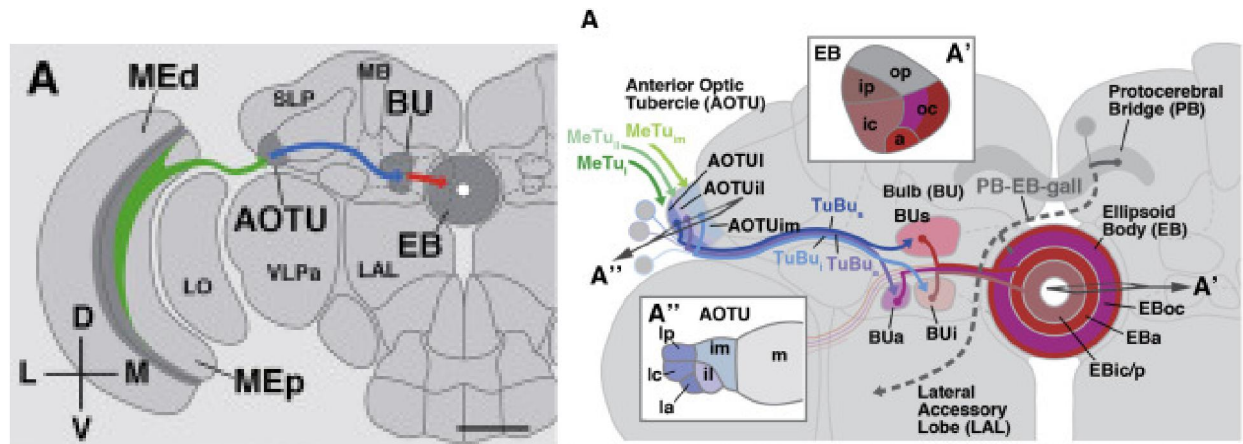 A
MEd
MB
SLP
BU
AOTU
EB
LO
VLPa
LAL
D
L
M
V
MEp
A
EB
A'
op
ip
oc
ic
a
Anterior Optic
Tubercle (AOTU)
Protocerebral
Bridge (PB)
MeTu im
MeTu il
MeTu l
AOTUl
AOTUil
AOTUim
Bulb (BU)
BUs
PB-EB-gall
Ellipsoid
Body (EB)
TuBu s
TuBu i
TuBu a
A''
A'
EBoc
EBa
EBic/p
BUa
BUi
A''
AOTU
lp
im
m
lc
il
la
Lateral
Accessory
Lobe (LAL)